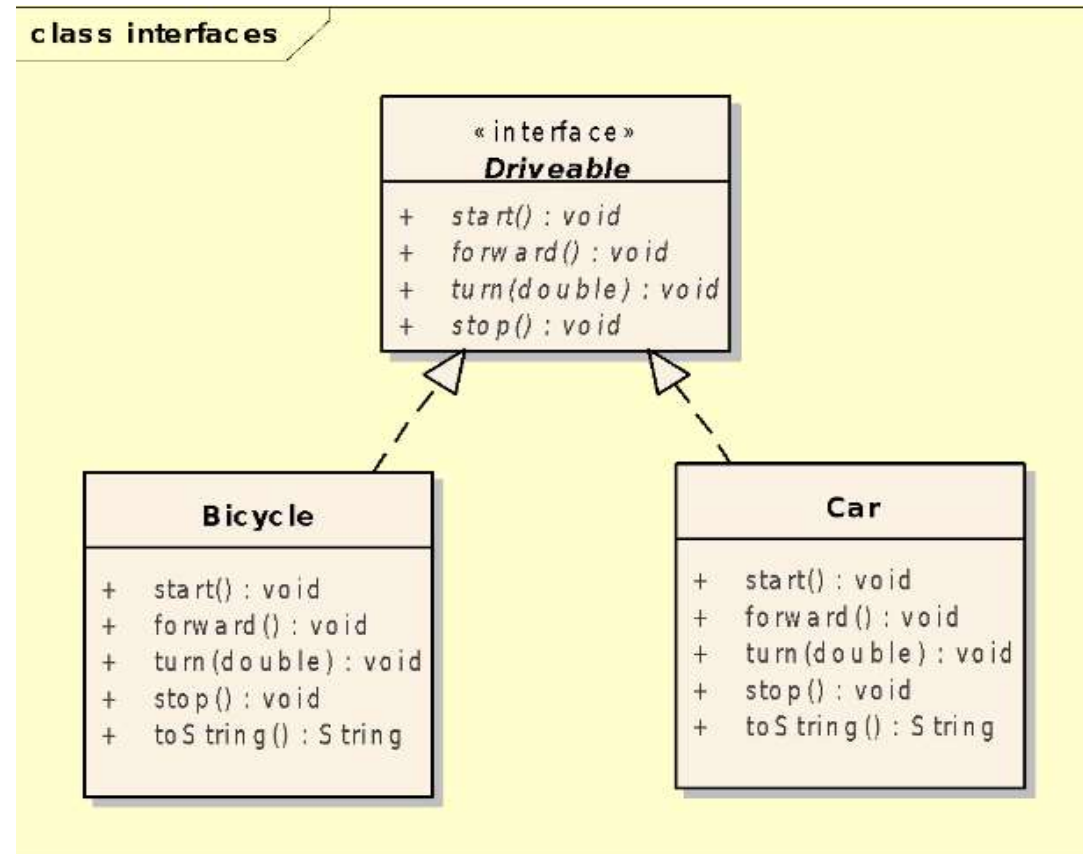 class interfaces
«interface»
Driveable
+ start() : void
+ forward() : void
+ turn(double) : void
+ stop() : void
Bicycle
+ start() : void
+ forward() : void
+ turn(double) : void
+ stop() : void
+ toString() : String
Car
+ start() : void
+ forward() : void
+ turn(double) : void
+ stop() : void
+ toString() : String